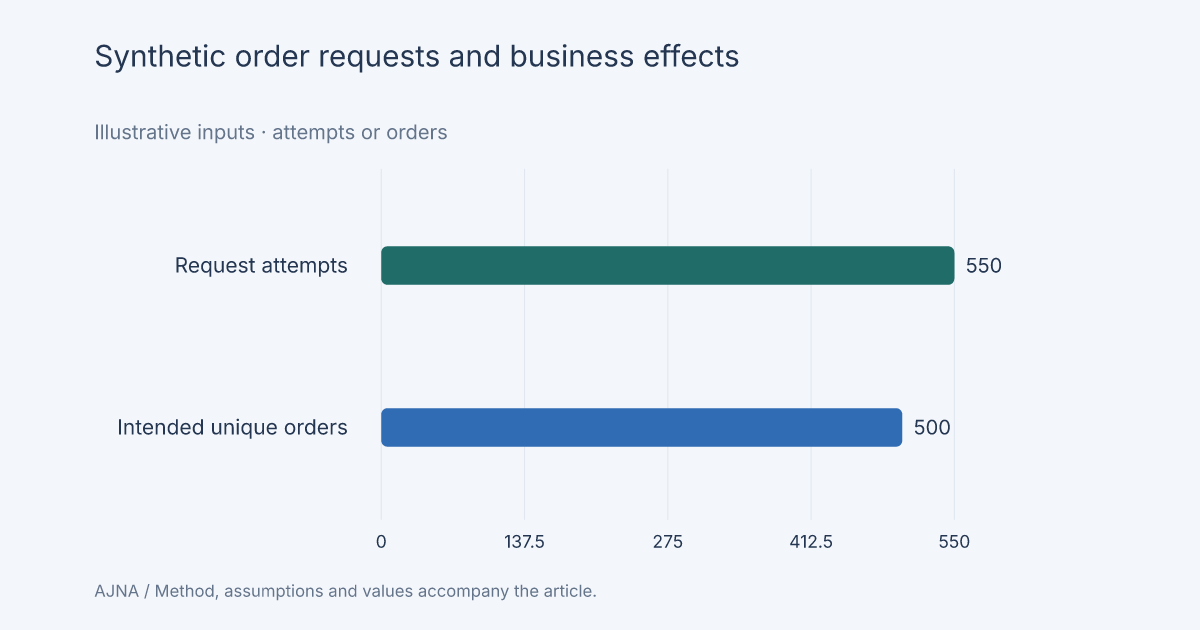 Synthetic order requests and business effects
Illustrative inputs · attempts or orders
Request attempts 550
Intended unique orders 500
0 137.5 275 412.5 550
AJNA / Method, assumptions and values accompany the article.